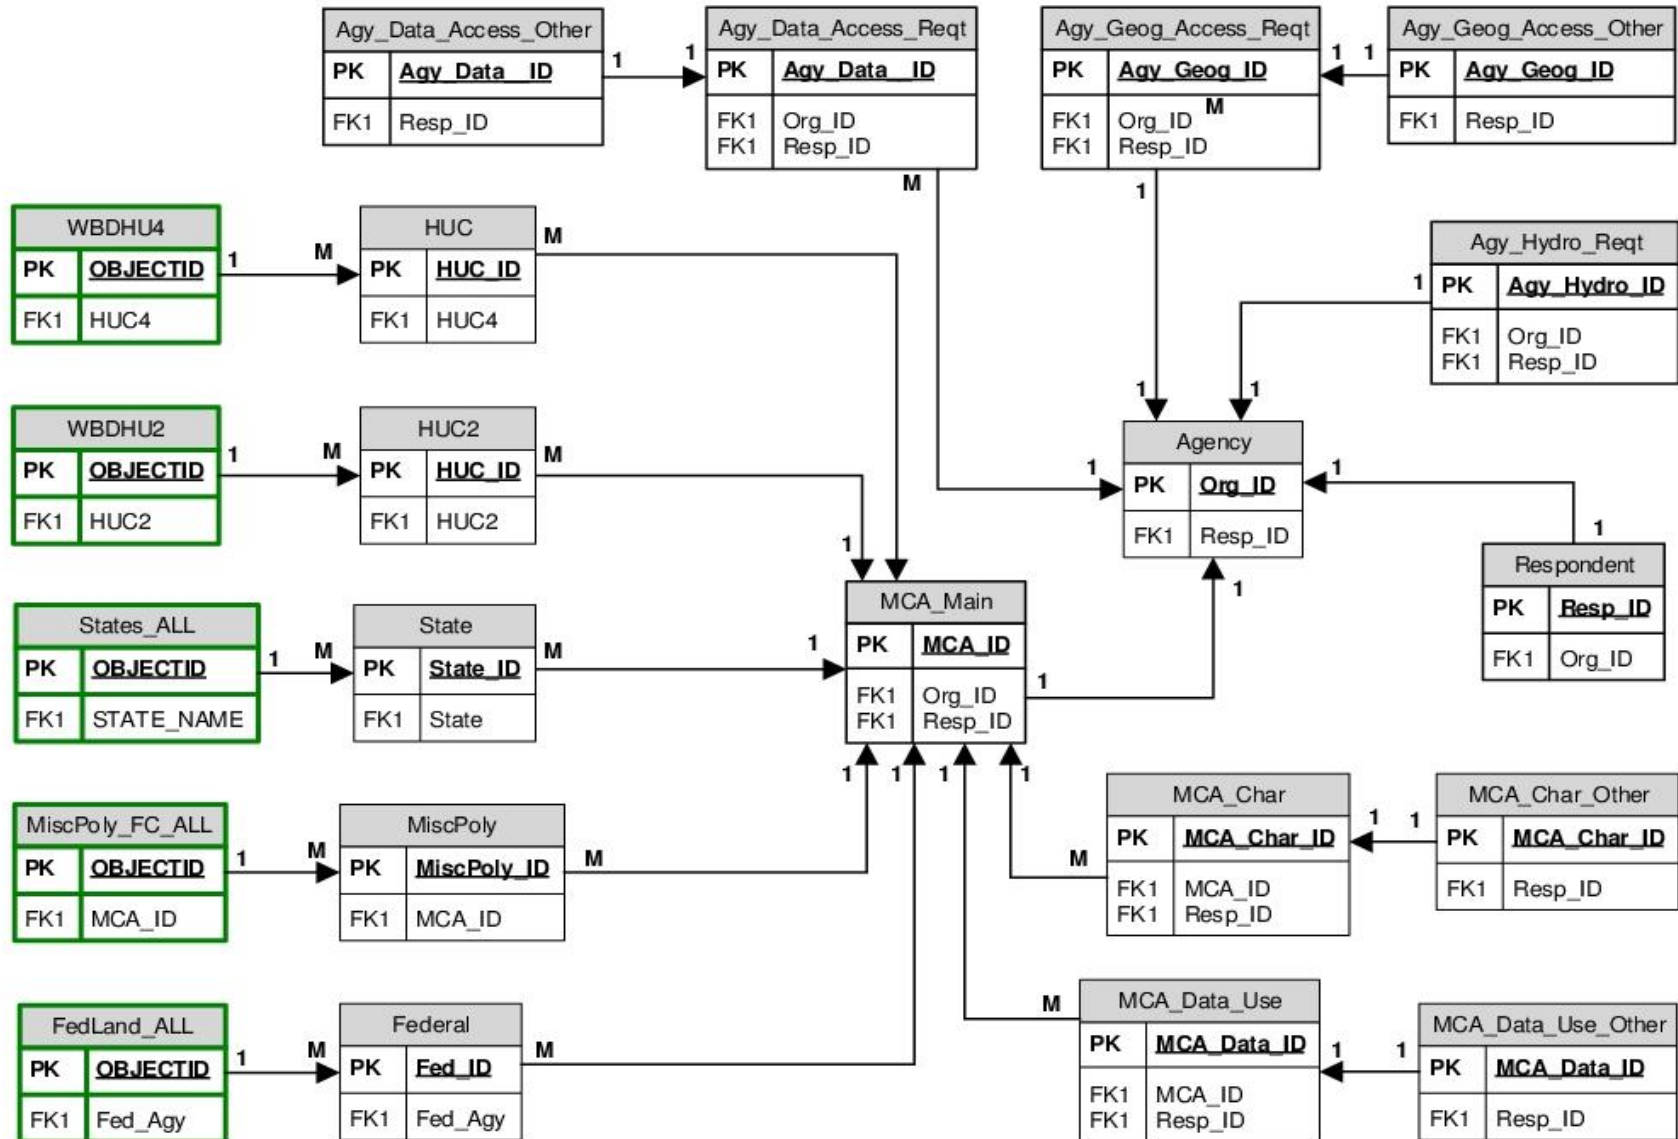 Agy_Data_Access_Other
PK Agy_Data__ID
FK1 Resp_ID
1 1
Agy_Data_Access_Reqt
PK Agy_Data__ID
FK1 Org_ID
FK1 Resp_ID
M
Agy_Geog_Access_Reqt
PK Agy_Geog_ID
M
FK1 Org_ID
FK1 Resp_ID
1
1 1
Agy_Geog_Access_Other
PK Agy_Geog_ID
FK1 Resp_ID
WBDHU4
PK OBJECTID
FK1 HUC4
1 M
HUC
PK HUC_ID
FK1 HUC4
M
Agy_Hydro_Reqt
1 PK Agy_Hydro_ID
FK1 Org_ID
FK1 Resp_ID
WBDHU2
PK OBJECTID
FK1 HUC2
1 M
HUC2
PK HUC_ID
FK1 HUC2
M
1
1 1
Agency
1 PK Org_ID 1
FK1 Resp_ID
1
1
Respondent
PK Resp_ID
FK1 Org_ID
States_ALL
PK OBJECTID
FK1 STATE_NAME
1 M
State
PK State_ID
FK1 State
M 1
MCA_Main
PK MCA_ID
FK1 Org_ID
FK1 Resp_ID
1
1 1 1 1
MiscPoly_FC_ALL
PK OBJECTID
FK1 MCA_ID
1 M
MiscPoly
PK MiscPoly_ID
FK1 MCA_ID
M
MCA_Char
PK MCA_Char_ID
FK1 MCA_ID
FK1 Resp_ID
M
1 1
MCA_Char_Other
PK MCA_Char_ID
FK1 Resp_ID
FedLand_ALL
PK OBJECTID
FK1 Fed_Agy
1 M
Federal
PK Fed_ID
FK1 Fed_Agy
M
MCA_Data_Use
PK MCA_Data_ID
FK1 MCA_ID
FK1 Resp_ID
M
1 1
MCA_Data_Use_Other
PK MCA_Data_ID
FK1 Resp_ID